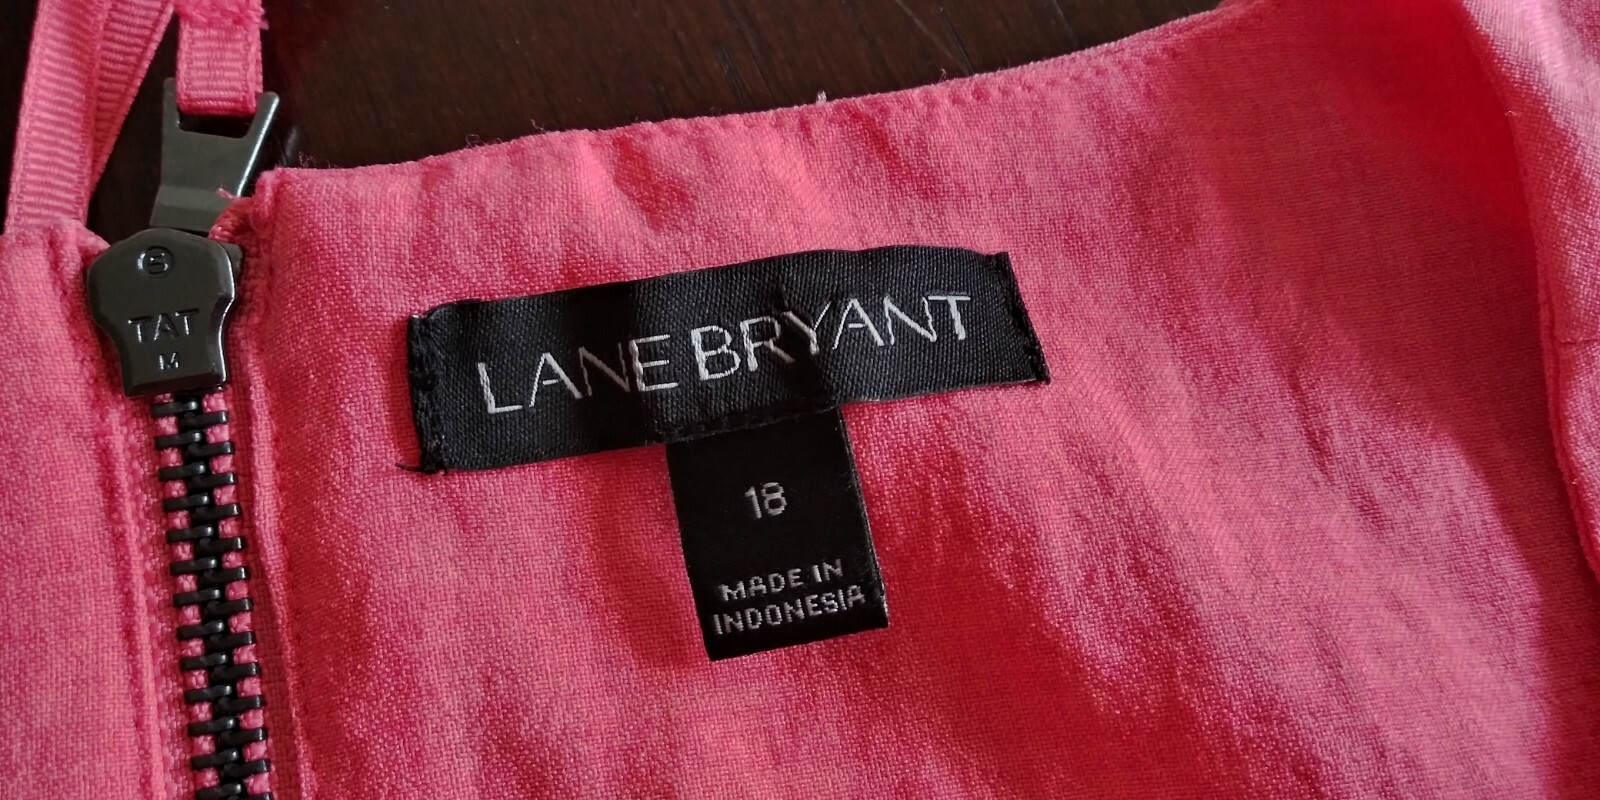 S
TAT
M
LANE BRYANT
18
MADE IN
INDONESIA